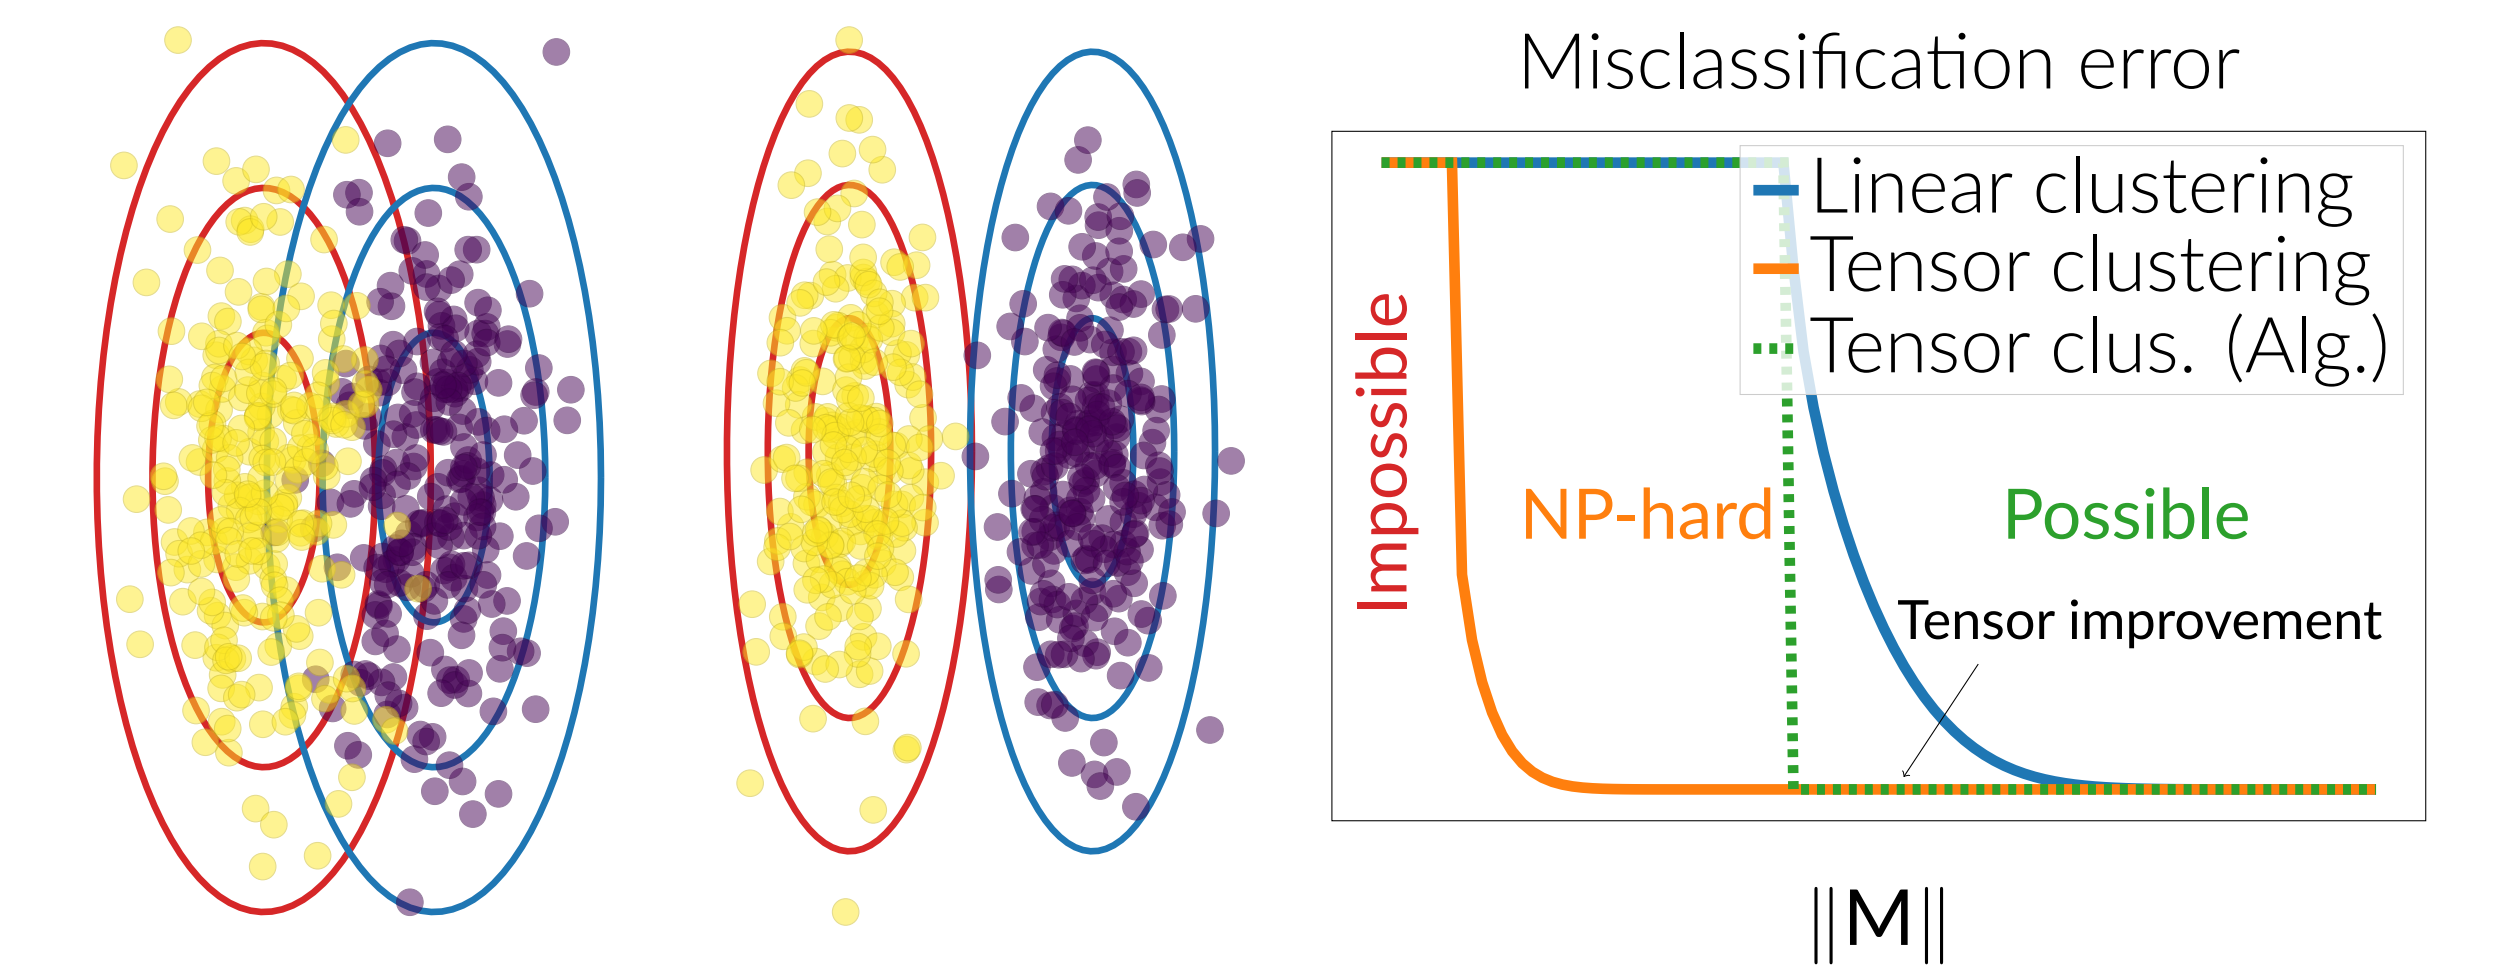 Misclassification error
Linear clustering
Tensor clustering
Tensor clus. (Alg.)
Impossible
NP-hard
Possible
Tensor improvement
||M||